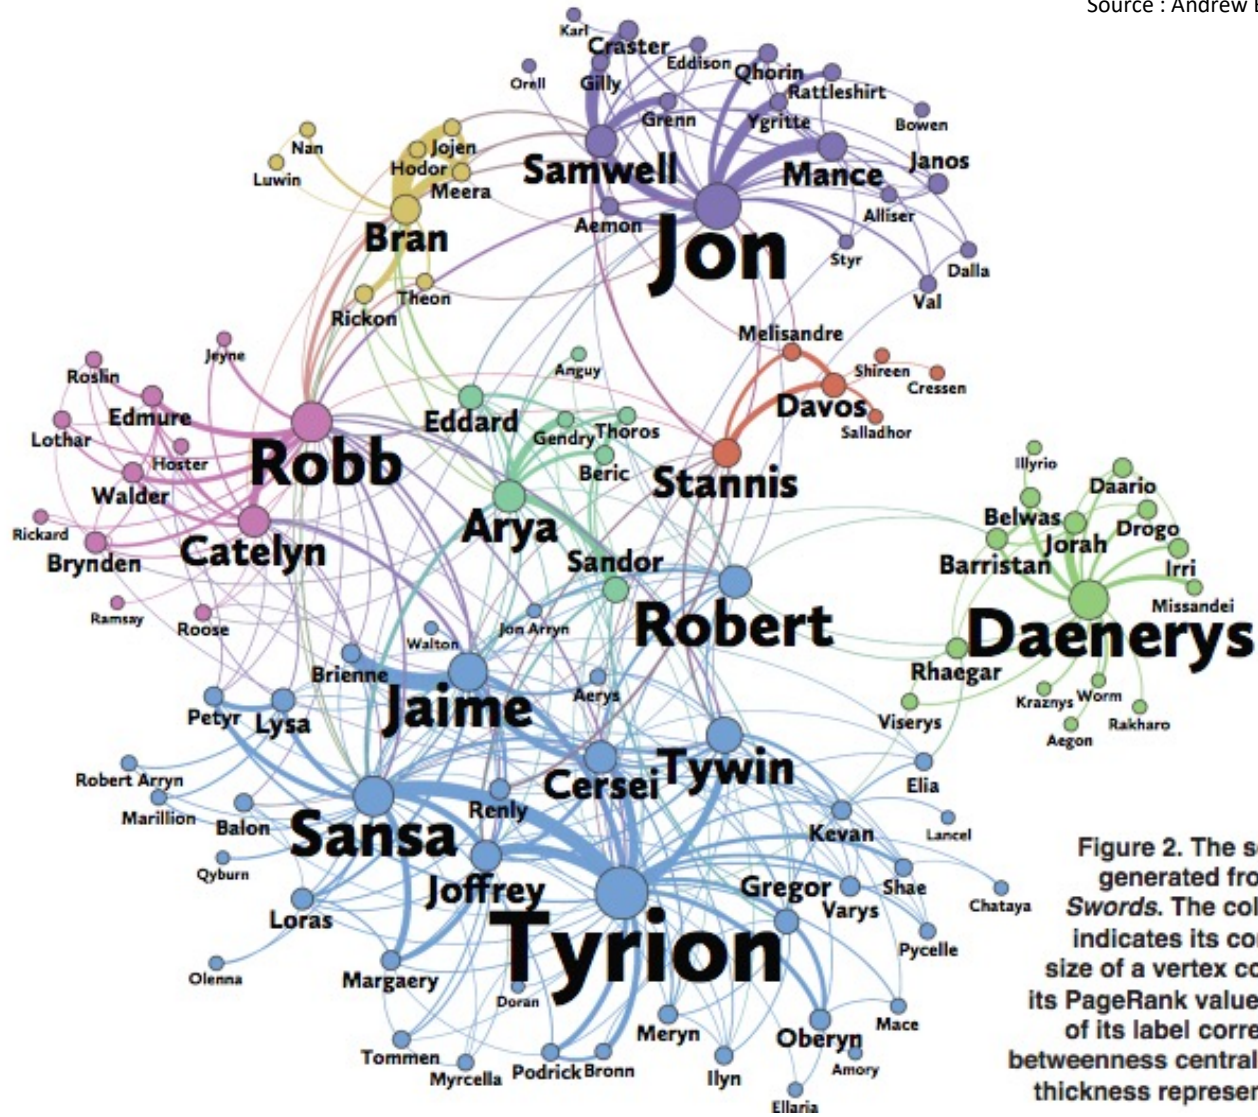 Source : Andrew B
Karl
Craster
Eddison
Qhorin
Orell
Gilly
Rattleshirt
Grenn
Ygritte
Bowen
Nan
Jojen
Hodor
Samwell
Mance
Janos
Luwin
Meera
Aemon
Alliser
Bran
Jon
Styr
Dalla
Theon
Val
Rickon
Melisandre
Jeyne
Anguy
Shireen
Roslin
Cressen
Edmure
Eddard
Davos
Lothar
Gendry
Thoros
Salladhor
Hoster
Robb
Beric
Illyrio
Walder
Stannis
Daario
Belwas
Drogo
Rickard
Arya
Jorah
Brynden
Catelyn
Sandor
Barristan
Irri
Missandei
Ramsay
Roose
Jon Arryn
Robert
Daenerys
Walton
Brienne
Rhaegar
Aerys
Kraznys
Worm
Petyr
Lysa
Jaime
Viserys
Rakharo
Aegon
Robert Arryn
Cersei
Tywin
Elia
Marillion
Balon
Sansa
Renly
Kevan
Lancel
Qyburn
Joffrey
Gregor
Shae
Loras
Varys
Chataya
Tyrion
Pycelle
Olenna
Margaery
Doran
Meryn
Mace
Tommen
Oberyn
Myrcella
Podrick
Bronn
Ilyn
Amory
Ellaria
Figure 2. The s
generated fro
Swords. The col
indicates its co
size of a vertex co
its PageRank value
of its label corre
betweenness central
thickness represe